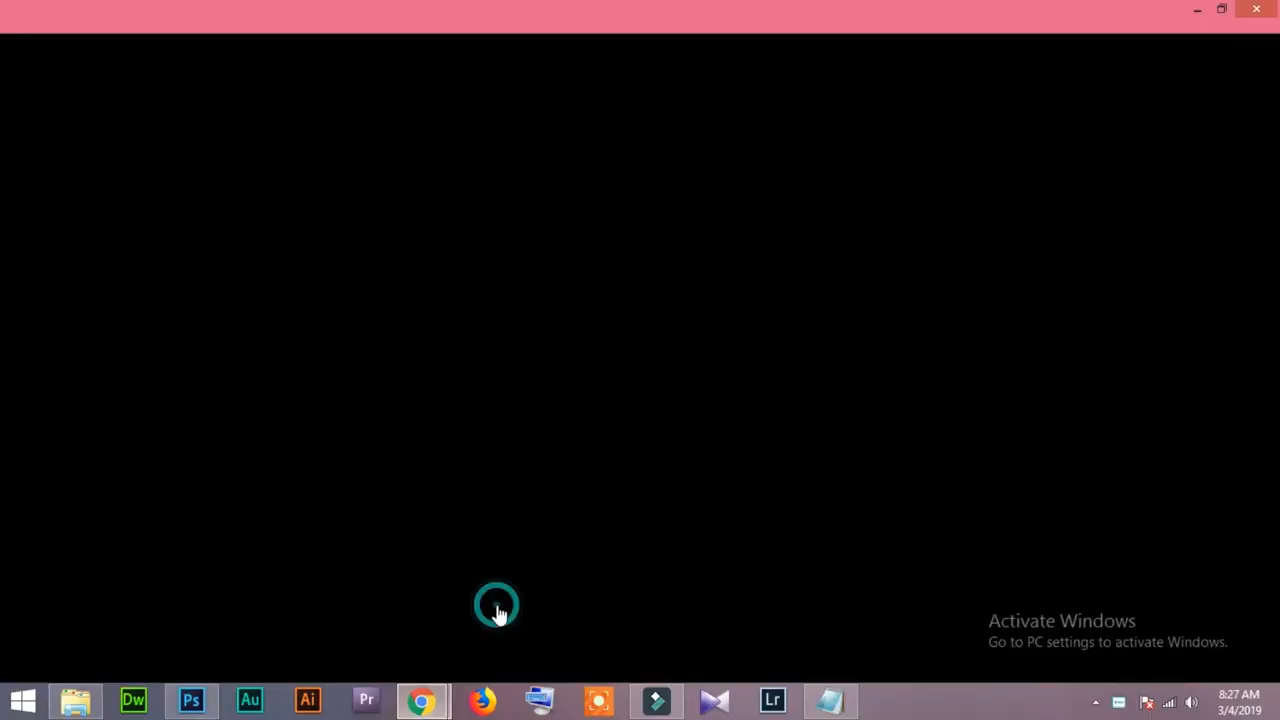 Activate Windows
Go to PC settings to activate Windows.
Dw
Ps
Au
Ai
Pr
Lr
8:27 AM
3/4/2019